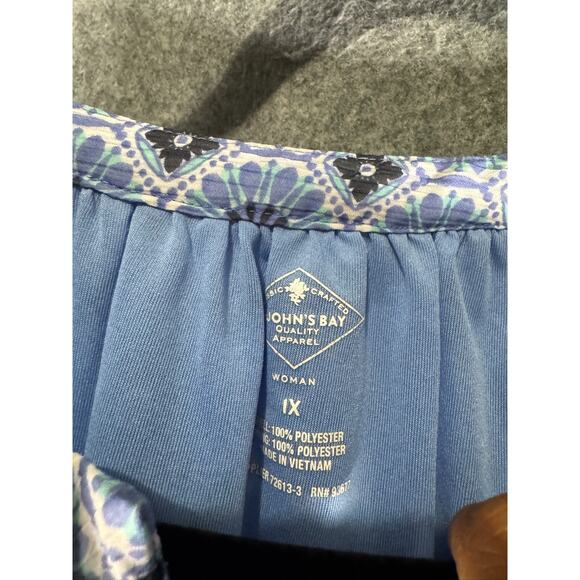 CRAFTED
JOHN'S BAY
QUALITY
APPAREL
WOMAN
1X
100% POLYESTER
100% POLYESTER
MADE IN VIETNAM
72613-3 RN#